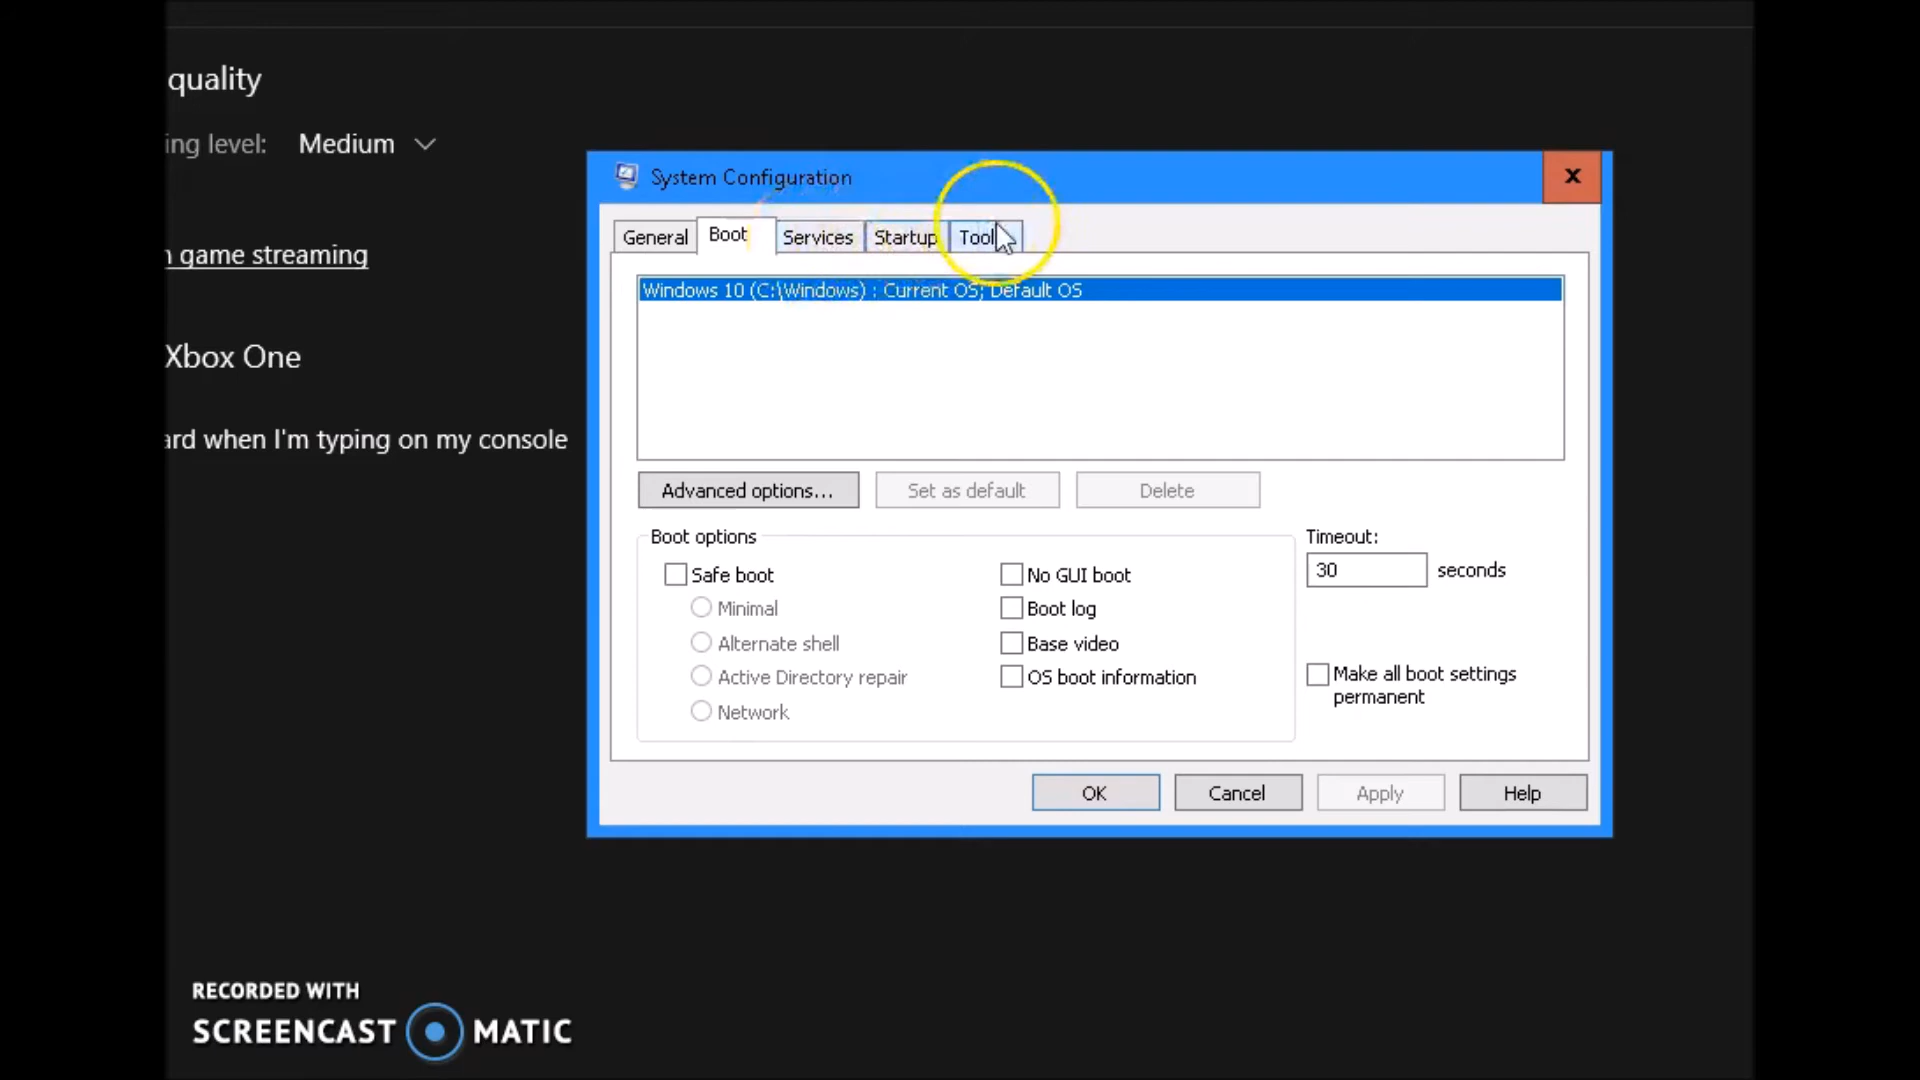 quality
ing level: Medium
game streaming
Xbox One
ard when I'm typing on my console
System Configuration
General Boot Services Startup Tool
Windows 10 (C:\Windows) : Current OS; Default OS
Advanced options... Set as default Delete
Boot options
Timeout:
Safe boot
No GUI boot
30 seconds
Minimal
Boot log
Alternate shell
Base video
Active Directory repair
OS boot information
Make all boot settings
permanent
Network
OK Cancel Apply Help
RECORDED WITH
SCREENCAST MATIC